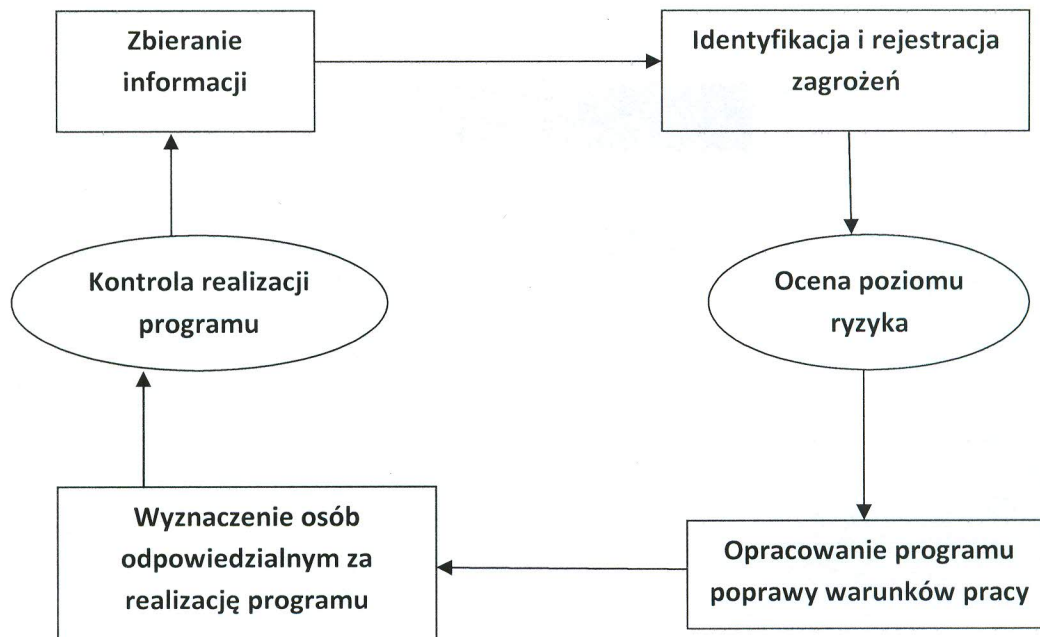 Zbieranie
informacji
Identyfikacja i rejestracja
zagrożeń
Kontrola realizacji
programu
Ocena poziomu
ryzyka
Wyznaczenie osób
odpowiedzialnym za
realizację programu
Opracowanie programu
poprawy warunków pracy